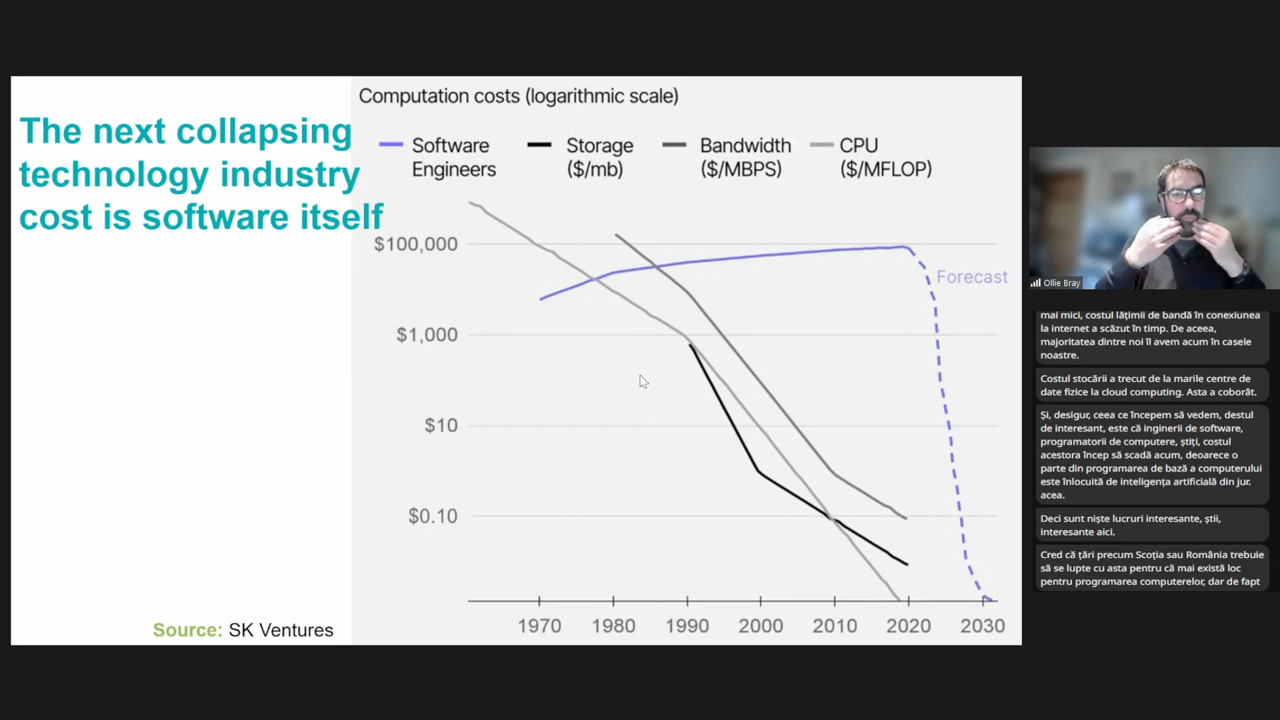 The next collapsing
technology industry
cost is software itself
Source: SK Ventures
Computation costs (logarithmic scale)
Software
Engineers
Storage
($/mb)
Bandwidth
($/MBPS)
CPU
($/MFLOP)
$100,000
$1,000
$10
$0.10
Forecast
1970 1980 1990 2000 2010 2020 2030
Ollie Bray
mai mici, costul lățimii de bandă în conexiunea
la internet a scăzut în timp. De aceea,
majoritatea dintre noi îl avem acum în casele
noastre.
Costul stocării a trecut de la marile centre de
date fizice la cloud computing. Asta a coborât.
Și, desigur, ceea ce începem să vedem, destul
de interesant, este că inginerii de software,
programatorii de computere, știți, costul
acestora încep să scadă acum, deoarece o
parte din programarea de bază a computerului
este înlocuită de inteligența artificială din jur.
acea.
Deci sunt niște lucruri interesante, știi,
interesante aici.
Cred că țări precum Scoția sau România trebuie
să se lupte cu asta pentru că mai există loc
pentru programarea computerelor, dar de fapt